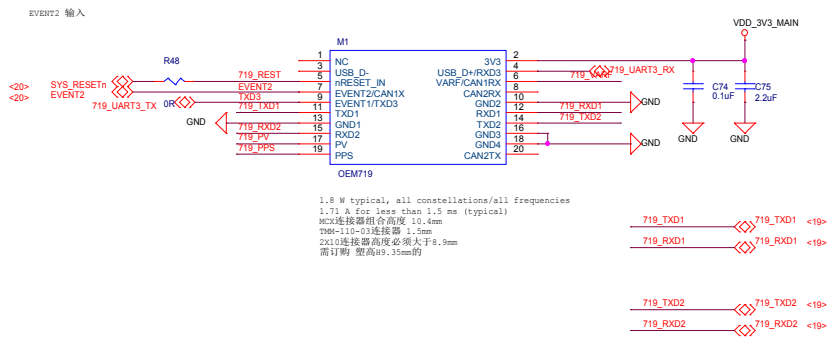 EVENT2 输入
VDD_3V3_MAIN
M1
R48
0R
<20> SYS_RESETn
<20> EVENT2
719_UART3_TX
GND
719_REST
EVENT2
TXD3
719_TXD1
719_RXD2
719_PV
719_PPS
1 NC 3V3 2
3 USB_D- USB_D+/RXD3 4
5 nRESET_IN VARF/CAN1RX 6
7 EVENT2/CAN1X CAN2RX 8
9 EVENT1/TXD3 GND2 10
11 TXD1 RXD1 12
13 GND1 TXD2 14
15 RXD2 GND3 16
17 PV GND4 18
19 PPS CAN2TX 20
OEM719
719_UART3_RX
719_VARF
719_RXD1
719_TXD2
GND
GND
C74
0.1uF
C75
2.2uF
GND
GND
1.8 W typical, all constellations/all frequencies
1.71 A for less than 1.5 ms (typical)
MCX连接器组合高度 10.4mm
TMM-110-03连接器 1.5mm
2X10连接器高度必须大于8.9mm
需订购 塑高H9.35mm的
719_TXD1 719_TXD1 <19>
719_RXD1 719_RXD1 <19>
719_TXD2 719_TXD2 <19>
719_RXD2 719_RXD2 <19>